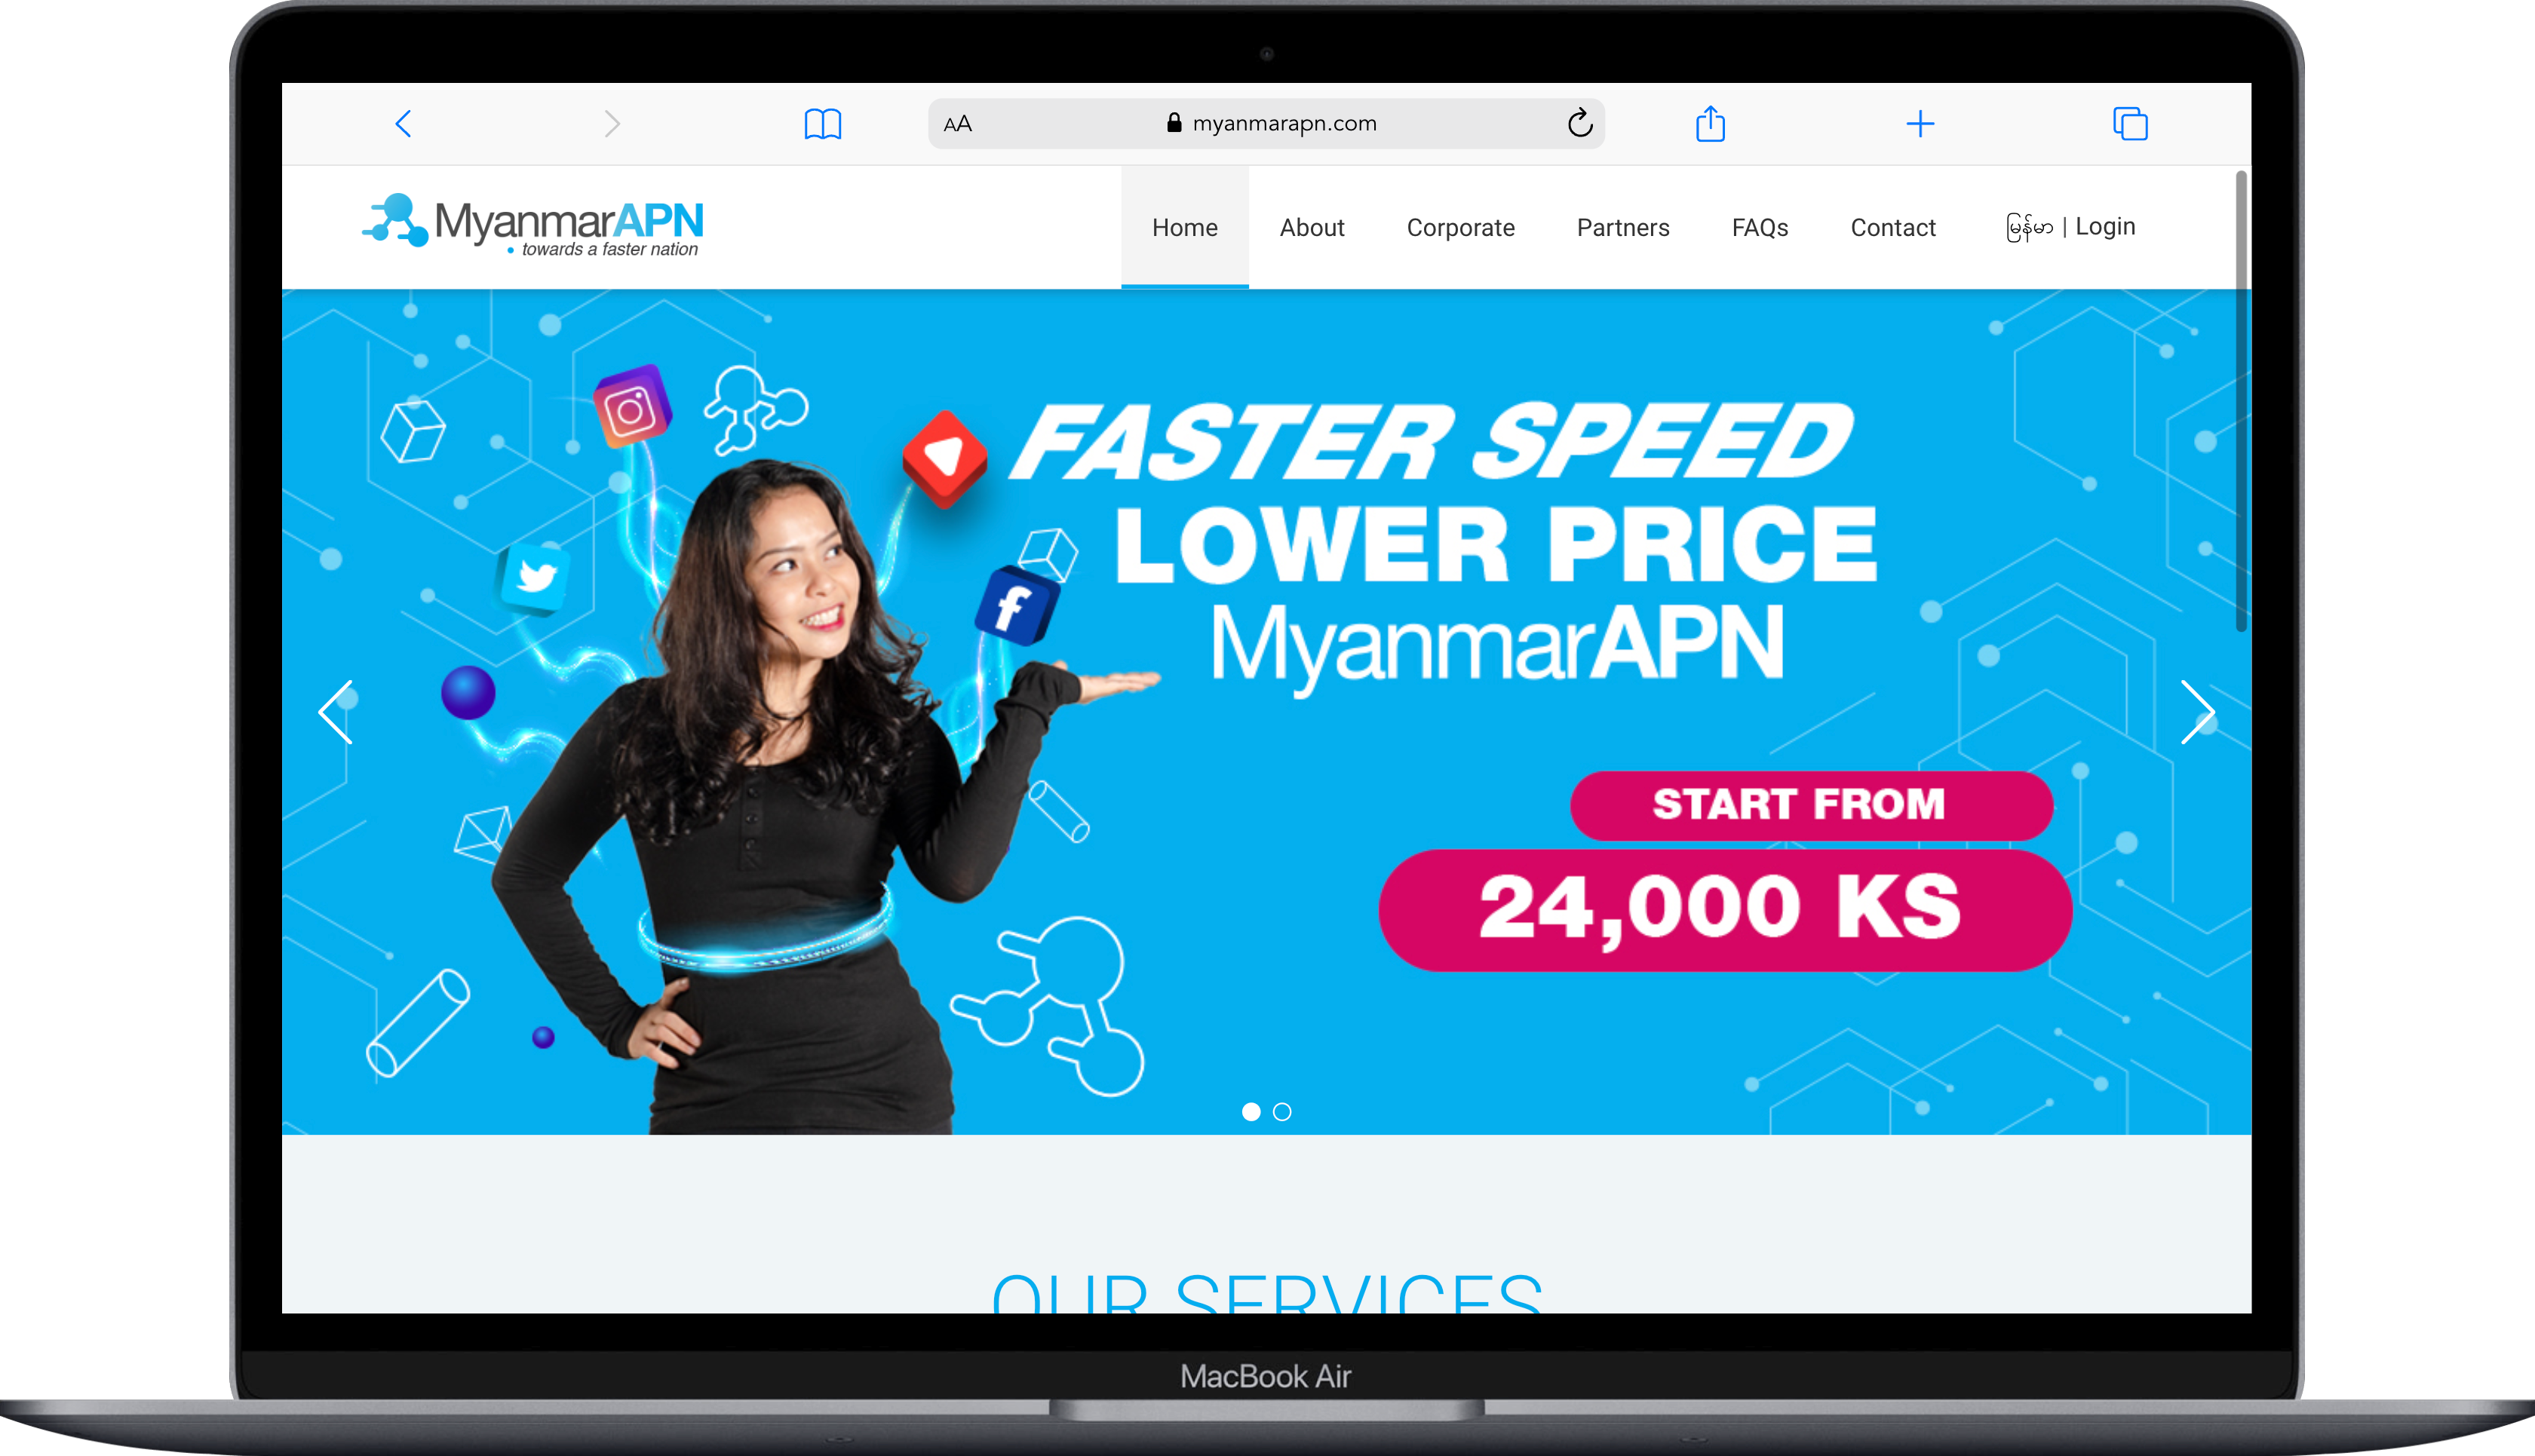 AA myanmarapn.com
MyanmarAPN
towards a faster nation
Home About Corporate Partners FAQs Contact မြန်မာ | Login
FASTER SPEED
LOWER PRICE
MyanmarAPN
START FROM
24,000 KS
OUR SERVICES
MacBook Air